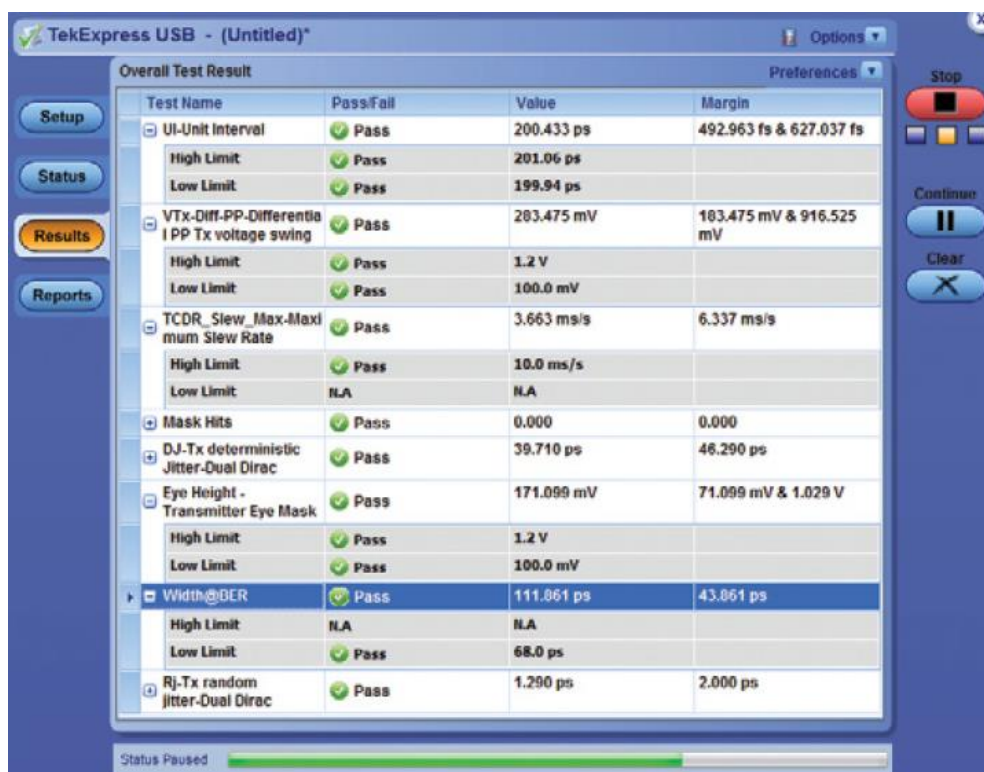 TekExpress USB - (Untitled)*
Options
Overall Test Result
Preferences
Setup
Status
Results
Reports
Stop
Continue
Clear
Test Name Pass/Fail Value Margin
UI-Unit Interval Pass 200.433 ps 492.963 fs & 627.037 fs
High Limit Pass 201.06 ps
Low Limit Pass 199.94 ps
VTx-Diff-PP-Differentia
l PP Tx voltage swing Pass 283.475 mV 183.475 mV & 916.525
mV
High Limit Pass 1.2 V
Low Limit Pass 100.0 mV
TCDR_Slew_Max-Maxi
mum Slew Rate Pass 3.663 ms/s 6.337 ms/s
High Limit Pass 10.0 ms/s
Low Limit N.A N.A
Mask Hits Pass 0.000 0.000
DJ-Tx deterministic
Jitter-Dual Dirac Pass 39.710 ps 46.290 ps
Eye Height -
Transmitter Eye Mask Pass 171.099 mV 71.099 mV & 1.029 V
High Limit Pass 1.2 V
Low Limit Pass 100.0 mV
Width@BER Pass 111.861 ps 43.861 ps
High Limit N.A N.A
Low Limit Pass 68.0 ps
Rj-Tx random
jitter-Dual Dirac Pass 1.290 ps 2.000 ps
Status Paused